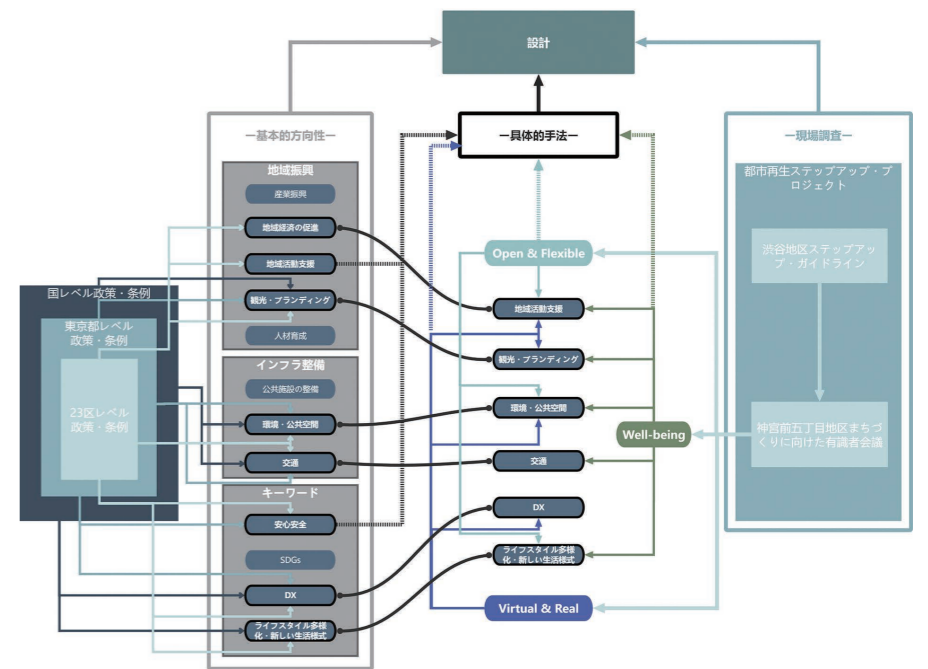 設計
―基本的方向性―
地域振興
産業振興
地域経済の促進
地域活動支援
観光・ブランディング
人材育成
インフラ整備
公共施設の整備
環境・公共空間
交通
キーワード
安心安全
SDGs
DX
ライフスタイル多様
化・新しい生活様式
国レベル政策・条例
東京都レベル
政策・条例
23区レベル
政策・条例
―具体的手法―
Open & Flexible
地域活動支援
観光・ブランディング
環境・公共空間
交通
DX
ライフスタイル多様
化・新しい生活様式
Virtual & Real
Well-being
―現場調査―
都市再生ステップアップ・プ
ロジェクト
渋谷地区ステップアッ
プ・ガイドライン
神宮前五丁目地区まちづ
くりに向けた有識者会議